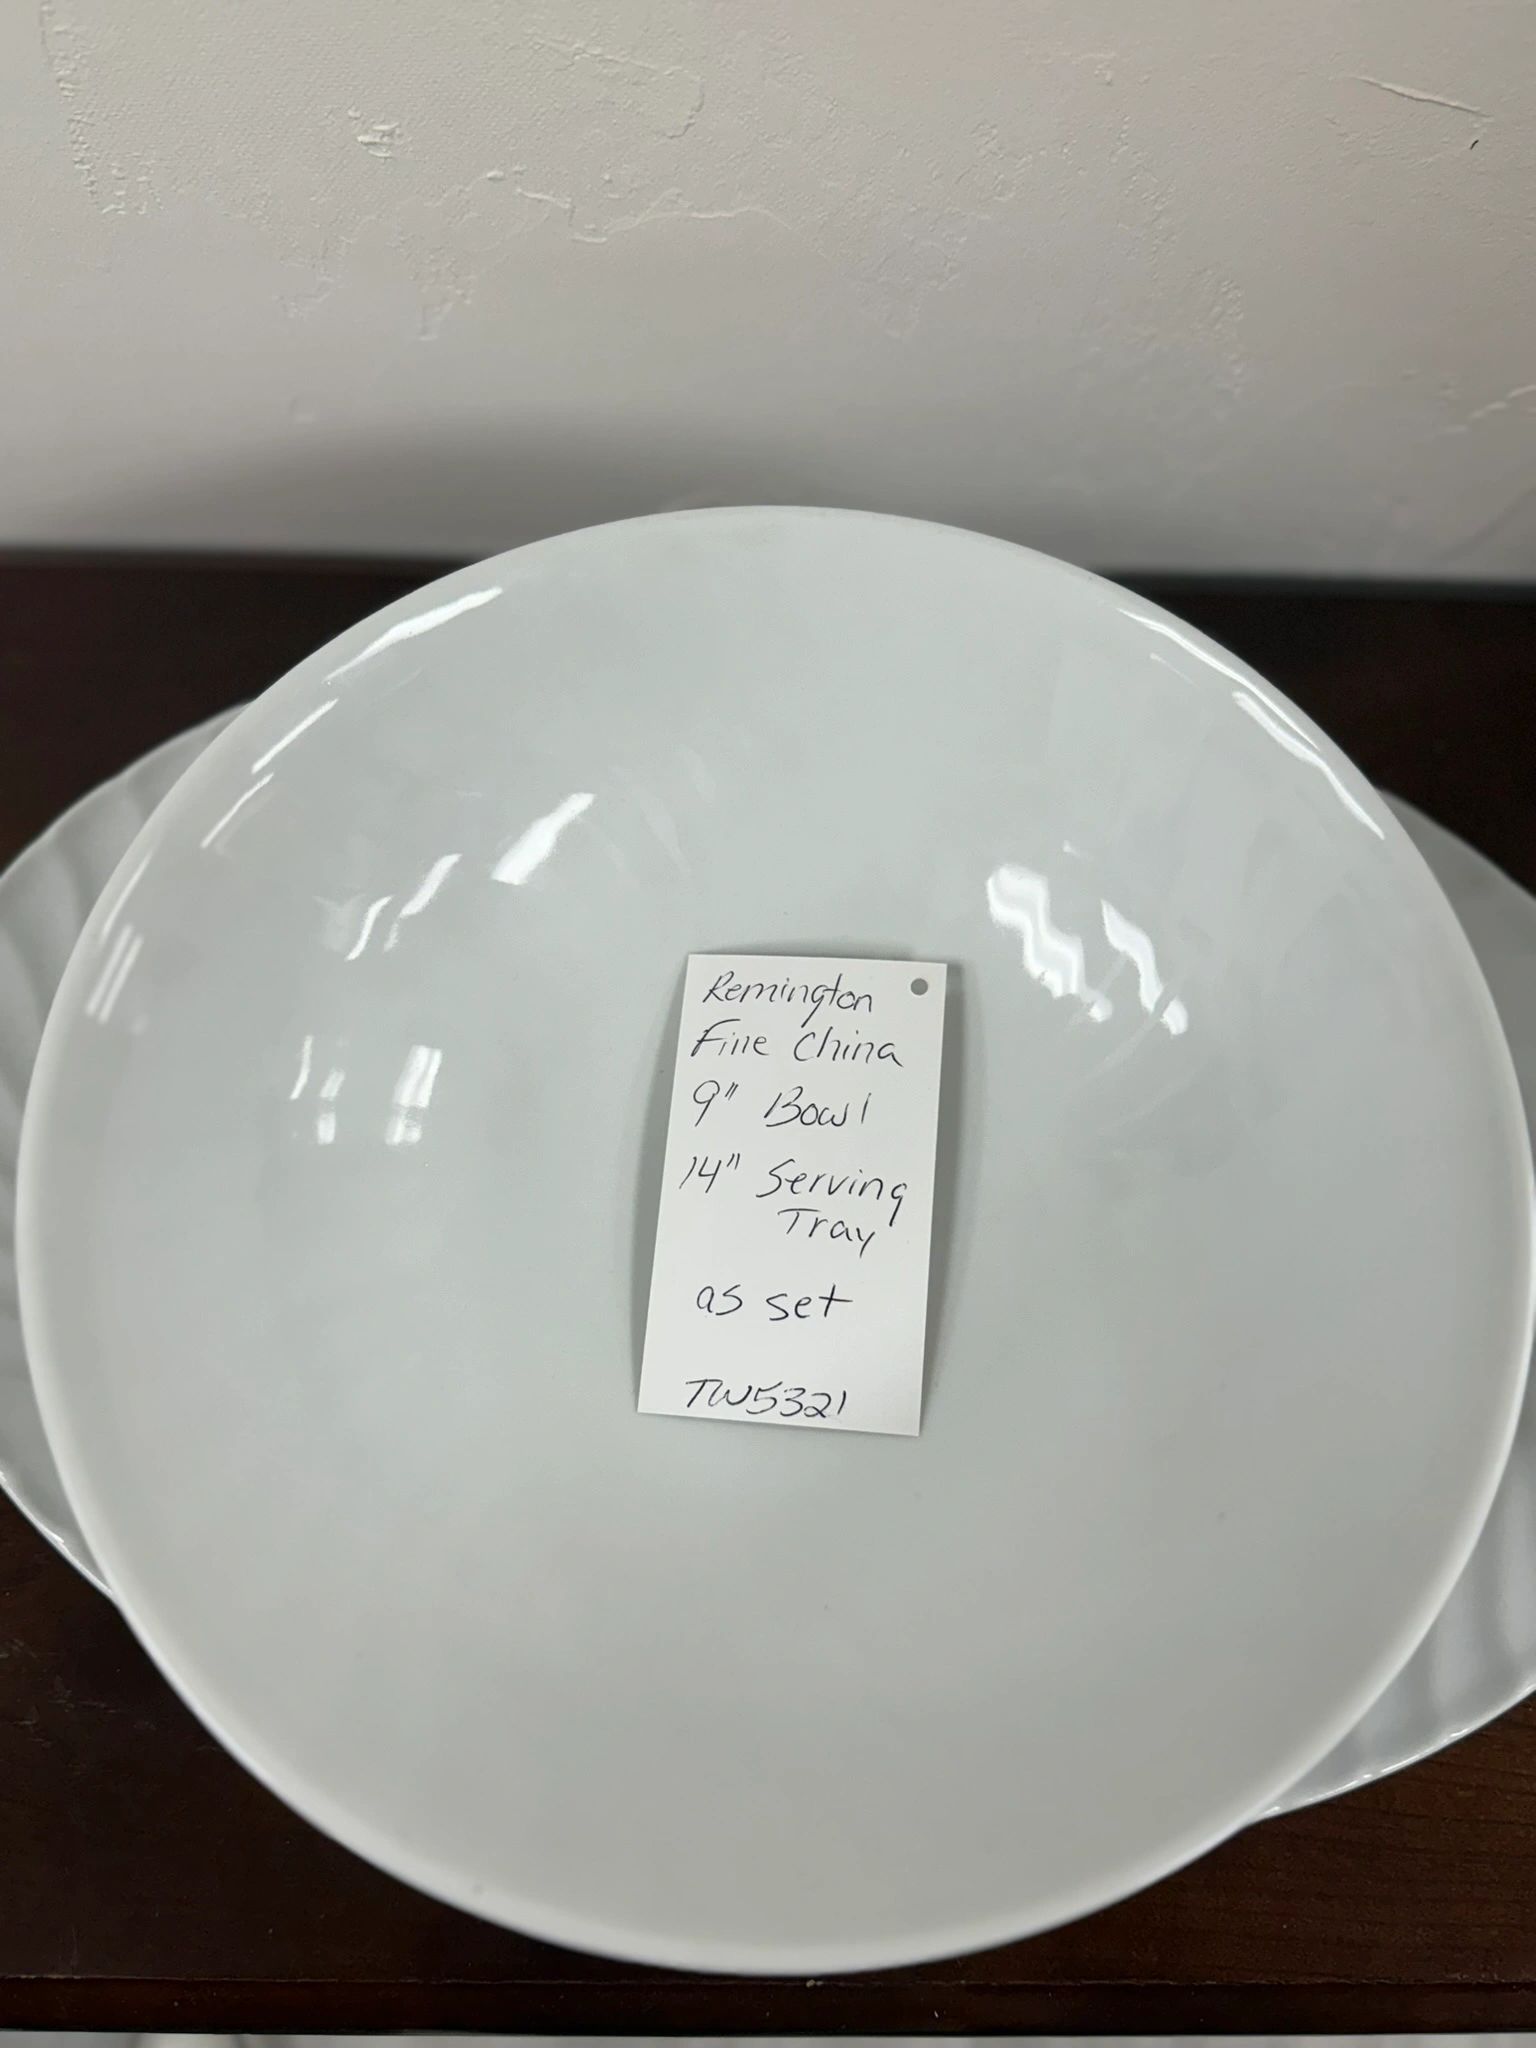 Remington
Fine China
9" Bowl
14" Serving
Tray
as set
TW5321